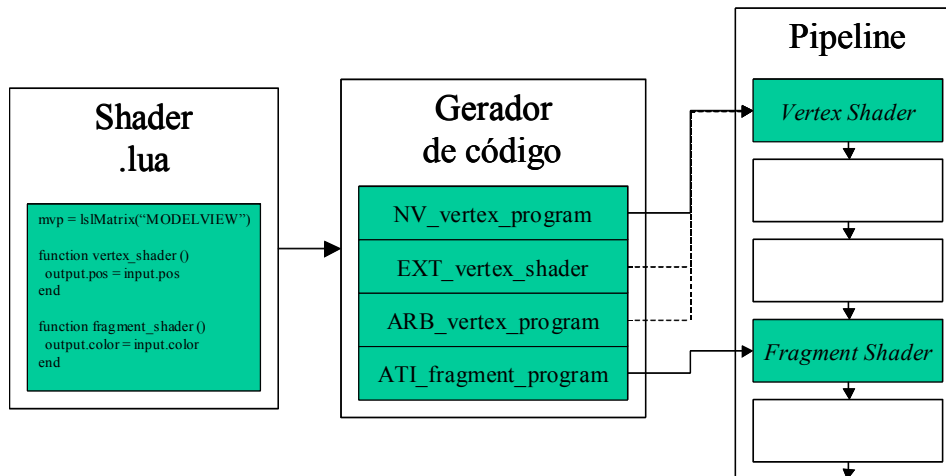 Shader
.lua
mvp = lslMatrix(“MODELVIEW”)
function vertex_shader ()
output.pos = input.pos
end
function fragment_shader ()
output.color = input.color
end
Gerador
de código
NV_vertex_program
EXT_vertex_shader
ARB_vertex_program
ATI_fragment_program
Pipeline
Vertex Shader
Fragment Shader